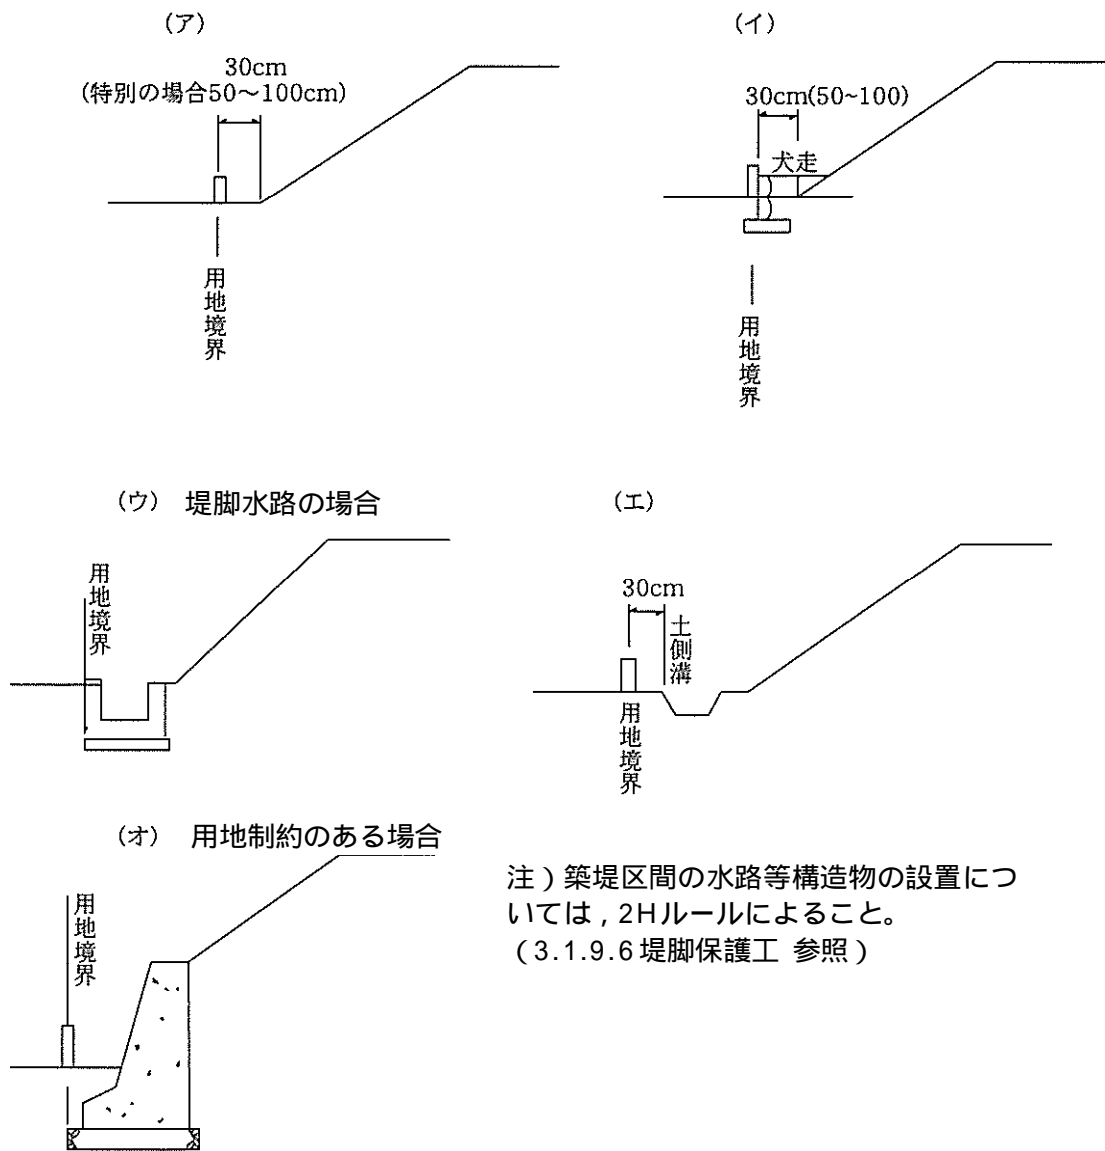 （ア）
30cm
(特別の場合50～100cm)
用地境界
（イ）
30cm(50~100)
犬走
用地境界
（ウ） 堤脚水路の場合
用地境界
（エ）
30cm
土側溝
用地境界
（オ） 用地制約のある場合
用地境界
注）築堤区間の水路等構造物の設置につ
いては，2Hルールによること。
（3.1.9.6堤脚保護工 参照）